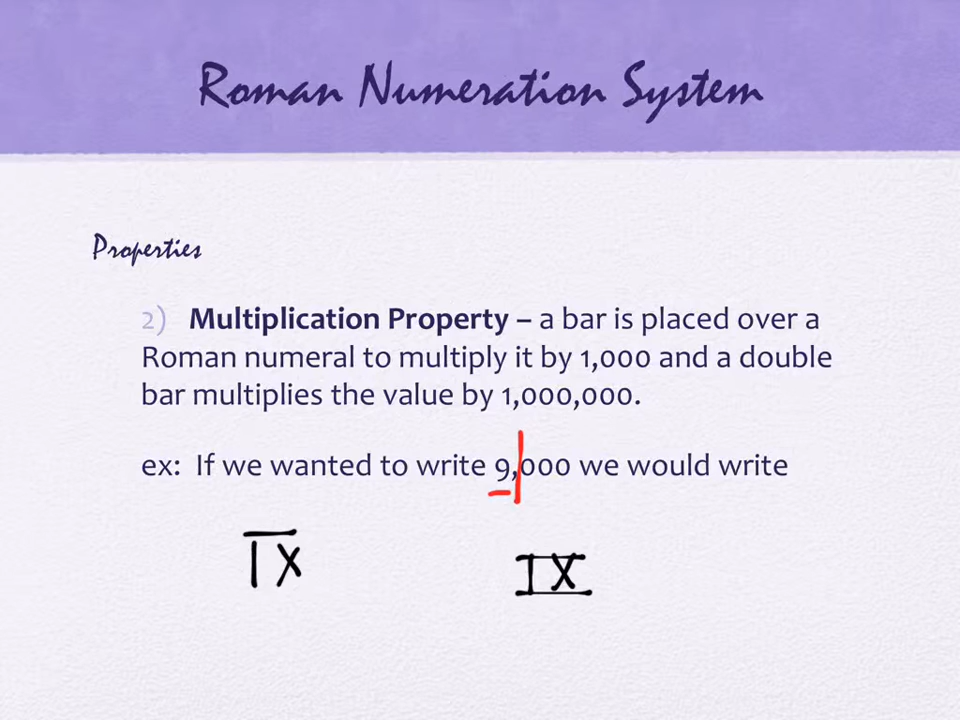 Roman Numeration System
Properties
2) Multiplication Property – a bar is placed over a
Roman numeral to multiply it by 1,000 and a double
bar multiplies the value by 1,000,000.
ex: If we wanted to write 9,000 we would write
I̅X̅ IX